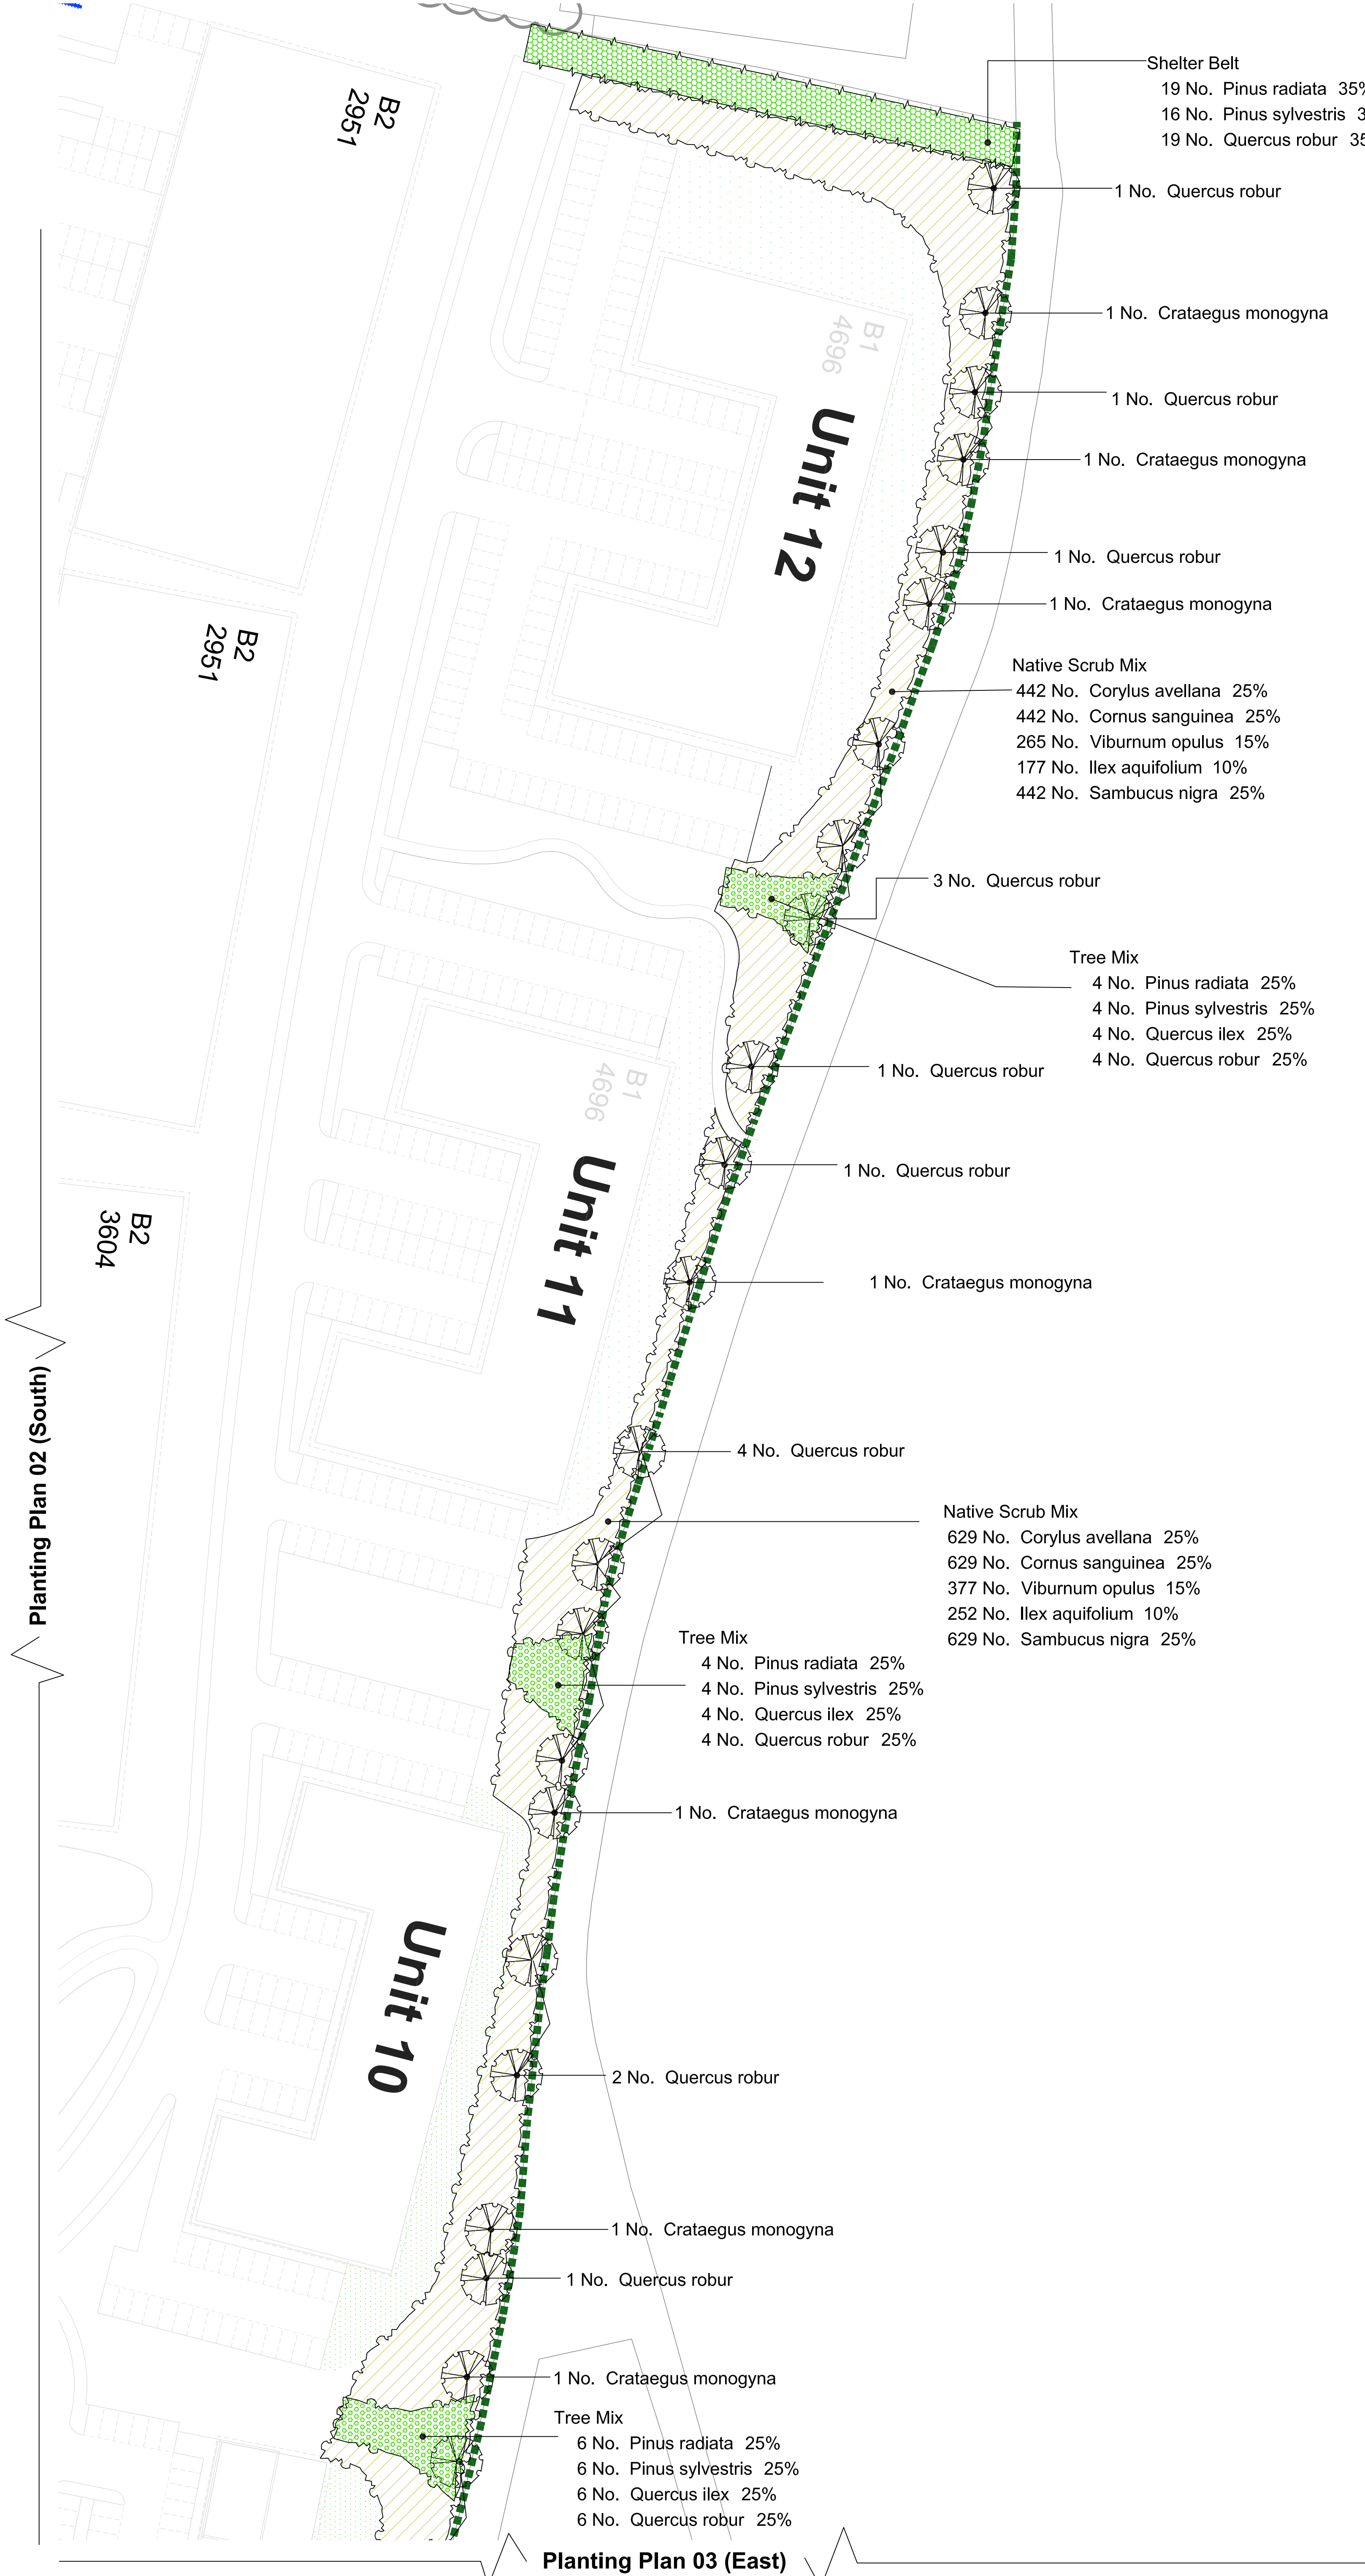 Shelter Belt
19 No. Pinus radiata 35%
16 No. Pinus sylvestris 3
19 No. Quercus robur 35
1 No. Quercus robur
B2
2951
1 No. Crataegus monogyna
B1
4696
1 No. Quercus robur
Unit 12
1 No. Crataegus monogyna
1 No. Quercus robur
1 No. Crataegus monogyna
B2
2951
Native Scrub Mix
442 No. Corylus avellana 25%
442 No. Cornus sanguinea 25%
265 No. Viburnum opulus 15%
177 No. Ilex aquifolium 10%
442 No. Sambucus nigra 25%
3 No. Quercus robur
Tree Mix
4 No. Pinus radiata 25%
4 No. Pinus sylvestris 25%
4 No. Quercus ilex 25%
4 No. Quercus robur 25%
1 No. Quercus robur
B1
4696
Unit 11
1 No. Quercus robur
B2
3604
1 No. Crataegus monogyna
Planting Plan 02 (South)
4 No. Quercus robur
Native Scrub Mix
629 No. Corylus avellana 25%
629 No. Cornus sanguinea 25%
377 No. Viburnum opulus 15%
252 No. Ilex aquifolium 10%
629 No. Sambucus nigra 25%
Tree Mix
4 No. Pinus radiata 25%
4 No. Pinus sylvestris 25%
4 No. Quercus ilex 25%
4 No. Quercus robur 25%
1 No. Crataegus monogyna
Unit 10
2 No. Quercus robur
1 No. Crataegus monogyna
1 No. Quercus robur
1 No. Crataegus monogyna
Tree Mix
6 No. Pinus radiata 25%
6 No. Pinus sylvestris 25%
6 No. Quercus ilex 25%
6 No. Quercus robur 25%
Planting Plan 03 (East)